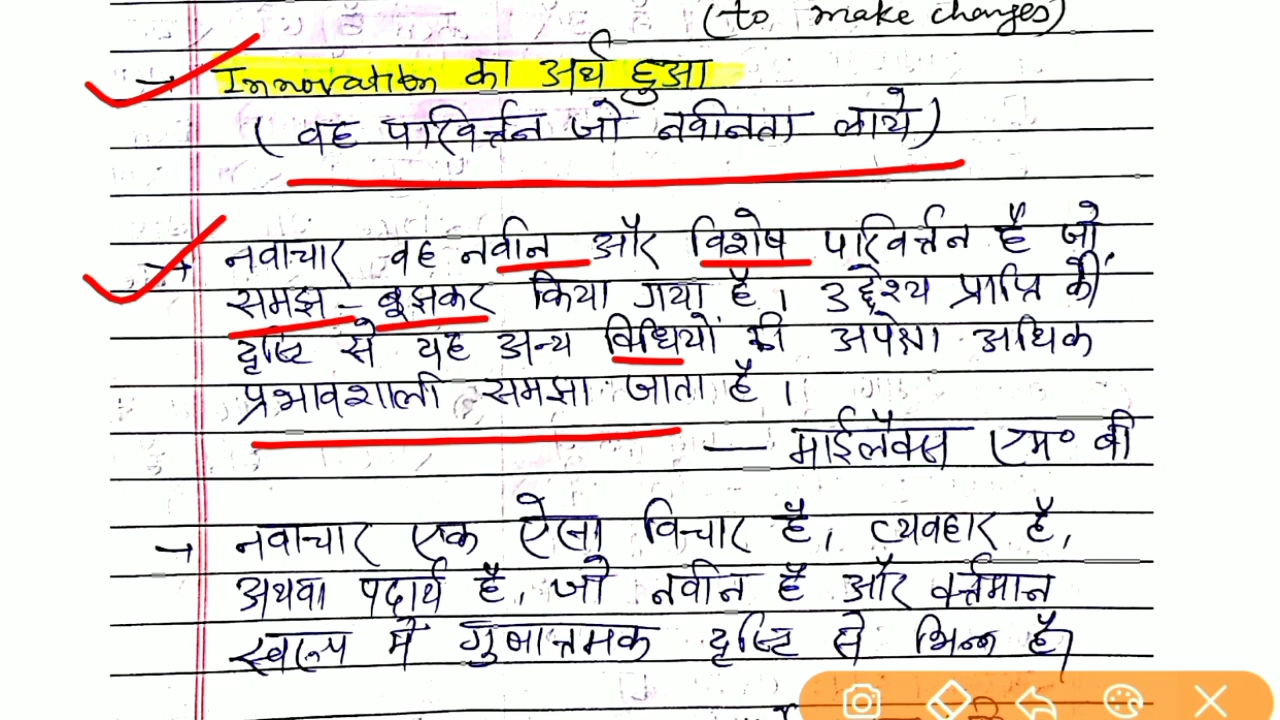 (to make changes)
→ Innovation का अर्थ हुआ
( वह परिवर्त्तन जो नवीनता लाये )
→ नवाचार वह नवीन और विशेष परिवर्त्तन है जो
समझ - बूझकर किया गया है। उद्देश्य प्राप्ति की
दृष्टि से यह अन्य विधियों की अपेक्षा अधिक
प्रभावशाली समझा जाता है।
— माईलैक्स एम० बी
→ नवाचार एक ऐसा विचार है, व्यवहार है,
अथवा पदार्थ है, जो नवीन है और वर्त्तमान
स्वरूप में गुणात्मक दृष्टि से भिन्न है।